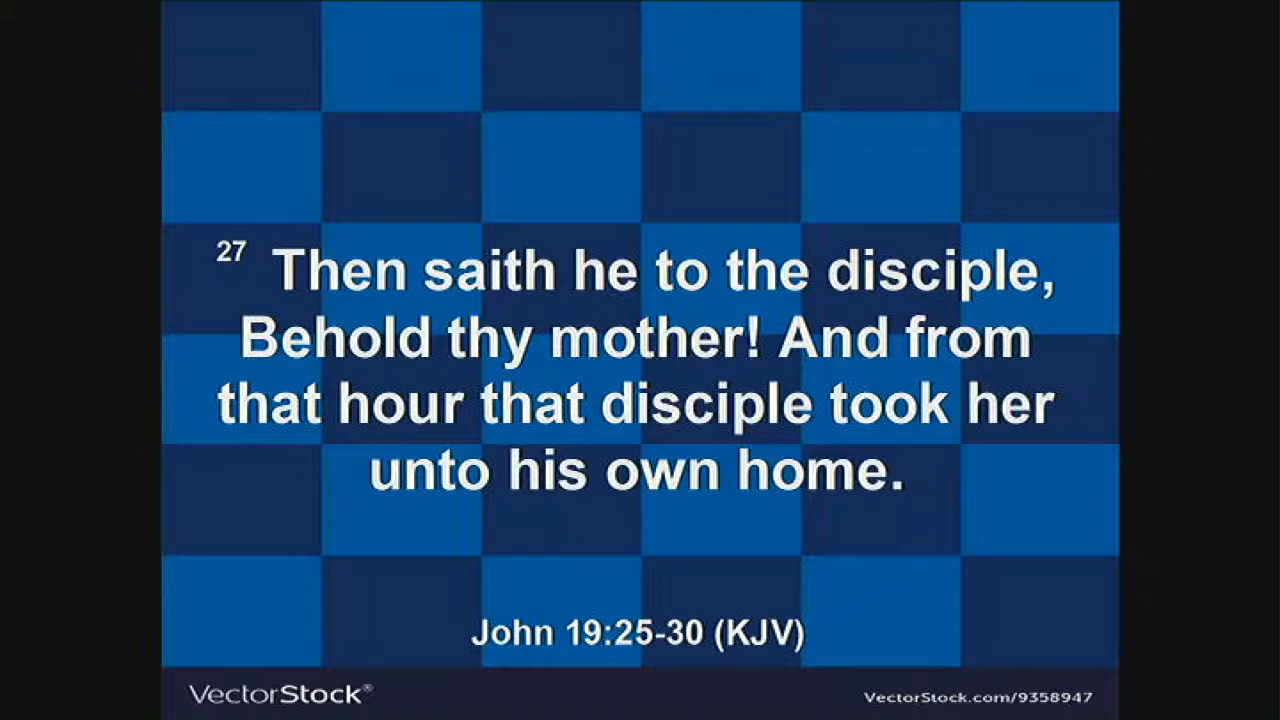 27 Then saith he to the disciple,
Behold thy mother! And from
that hour that disciple took her
unto his own home.
John 19:25-30 (KJV)
VectorStock®
VectorStock.com/9358947